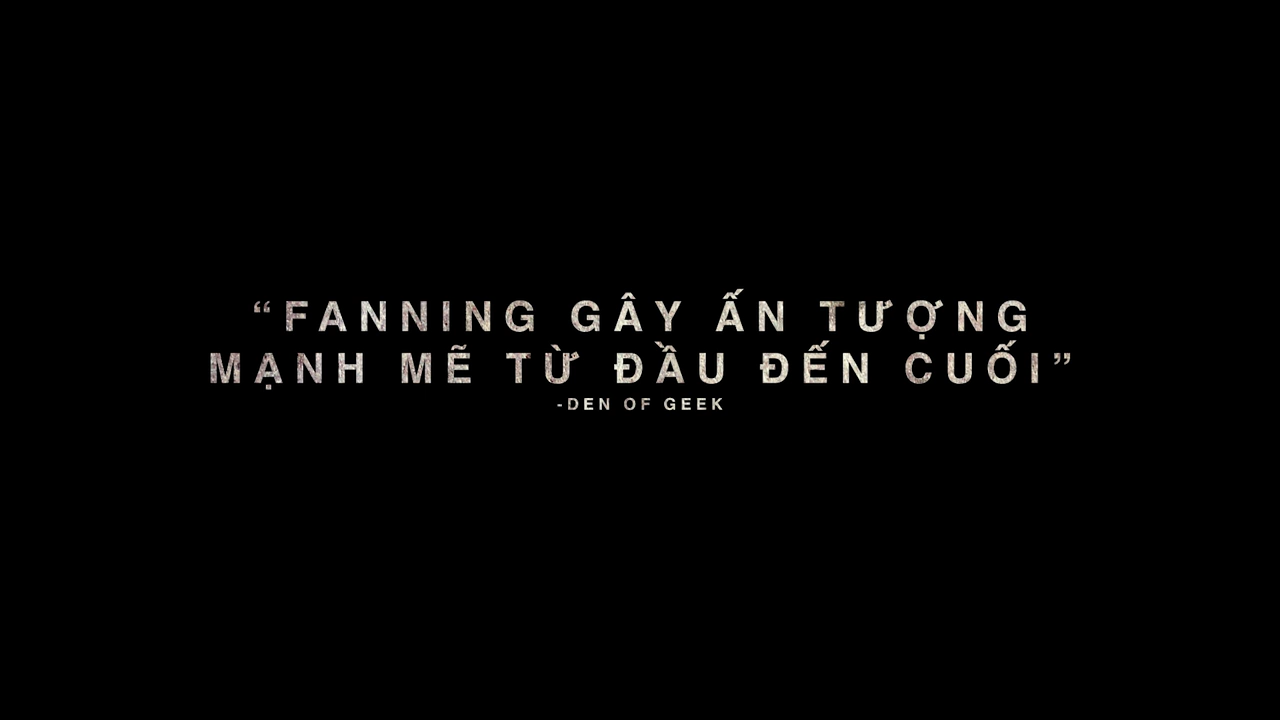 “FANNING GÂY ẤN TƯỢNG
MẠNH MẼ TỪ ĐẦU ĐẾN CUỐI”
-DEN OF GEEK